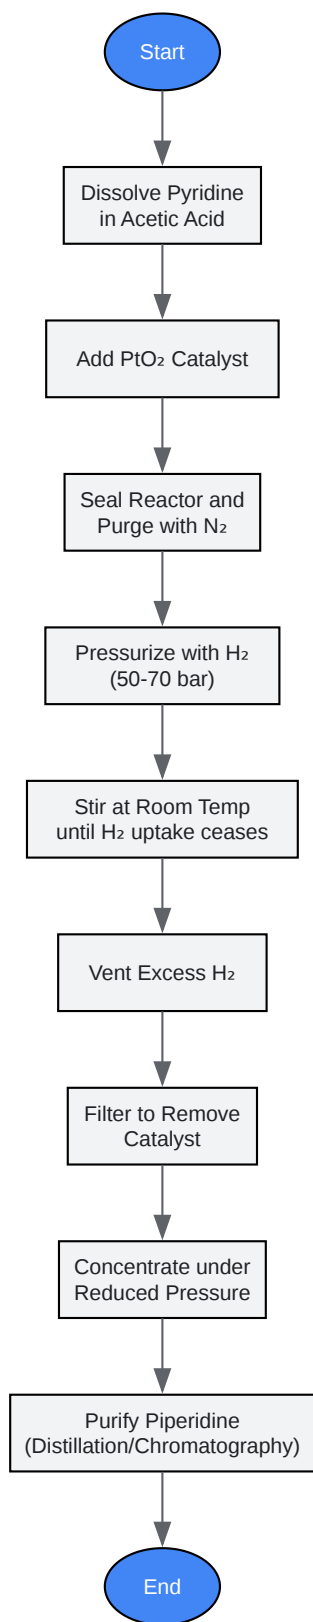 Start
Dissolve Pyridine
in Acetic Acid
Add PtO₂ Catalyst
Seal Reactor and
Purge with N₂
Pressurize with H₂
(50-70 bar)
Stir at Room Temp
until H₂ uptake ceases
Vent Excess H₂
Filter to Remove
Catalyst
Concentrate under
Reduced Pressure
Purify Piperidine
(Distillation/Chromatography)
End